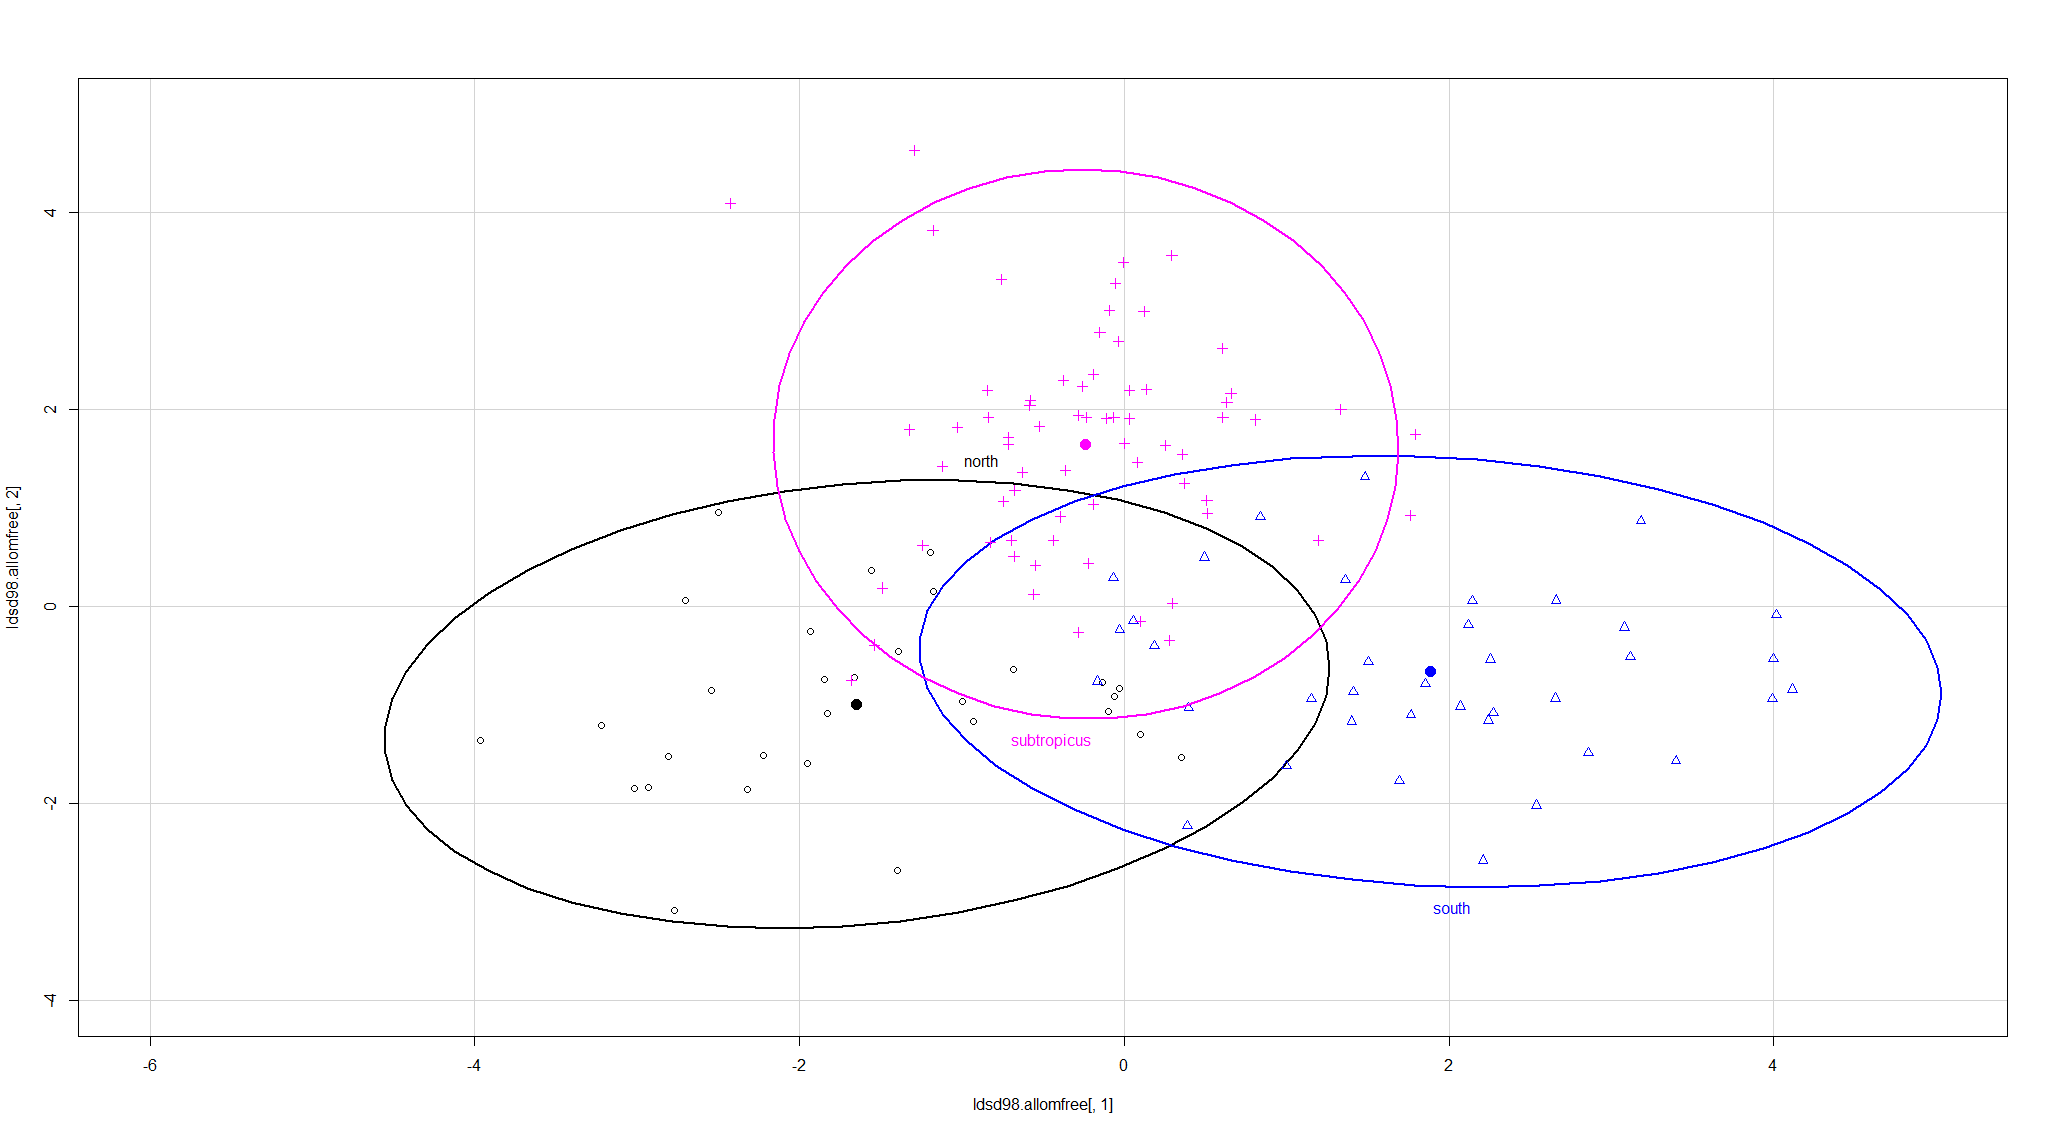 4
2
0
-2
-4
ldsd98.allomfree[, 2]
north
subtropicus
south
-6 -4 -2 0 2 4
ldsd98.allomfree[, 1]